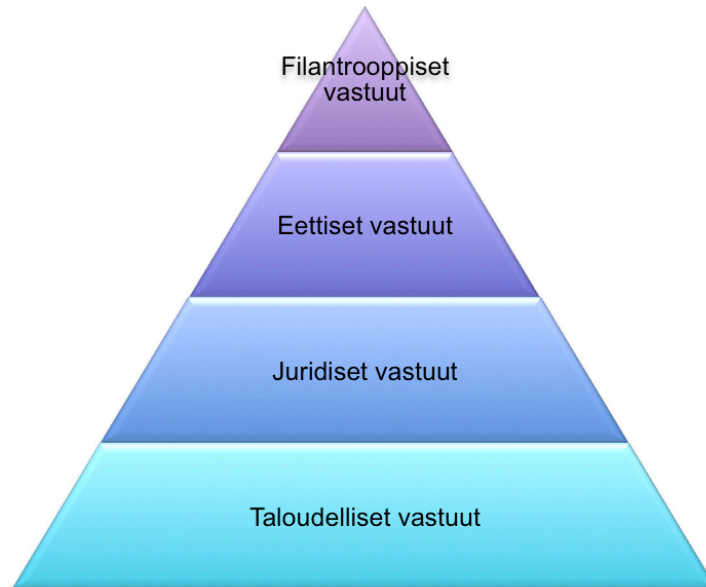 Filantrooppiset
vastuut
Eettiset vastuut
Juridiset vastuut
Taloudelliset vastuut